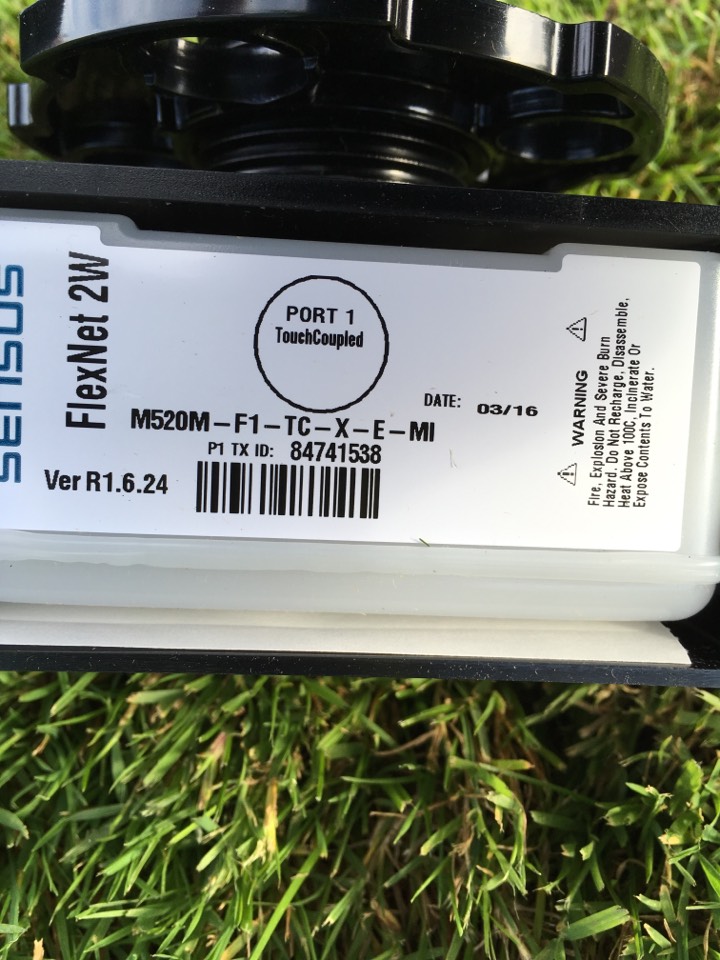 SENSUS
FlexNet 2W
PORT 1
TouchCoupled
DATE: 03/16
M520M-F1-TC-X-E-MI
P1 TX ID: 84741538
Ver R1.6.24
WARNING
Fire, Explosion And Severe Burn
Hazard. Do Not Recharge, Disassemble,
Heat Above 100C, Incinerate Or
Expose Contents To Water.